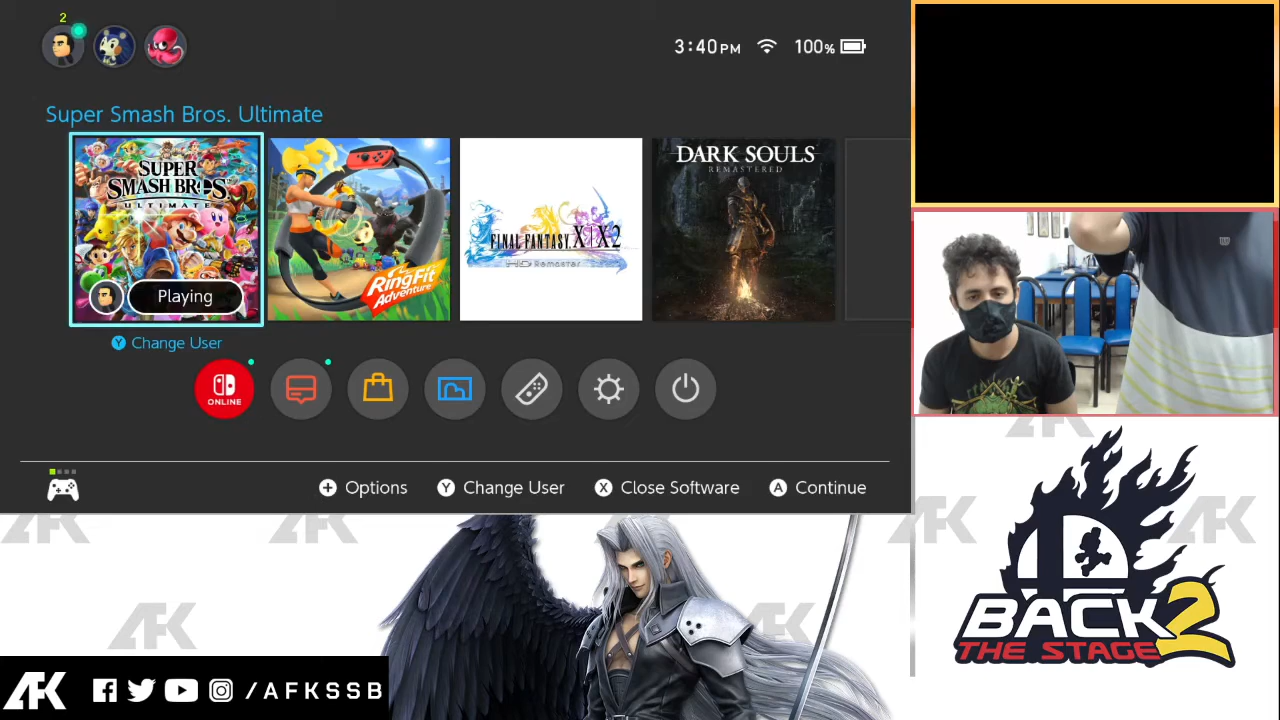 2
3:40PM
100%
Super Smash Bros. Ultimate
SUPER
SMASH BROS.
ULTIMATE
Playing
RingFit
Adventure
FINAL FANTASY X|X-2
HD Remaster
DARK SOULS
REMASTERED
Y Change User
ONLINE
+ Options
Y Change User
X Close Software
A Continue
AFK
AFK
AFK
AFK
AFK
AFK
AFK
BACK 2
THE STAGE
AFK
/AFKSSB